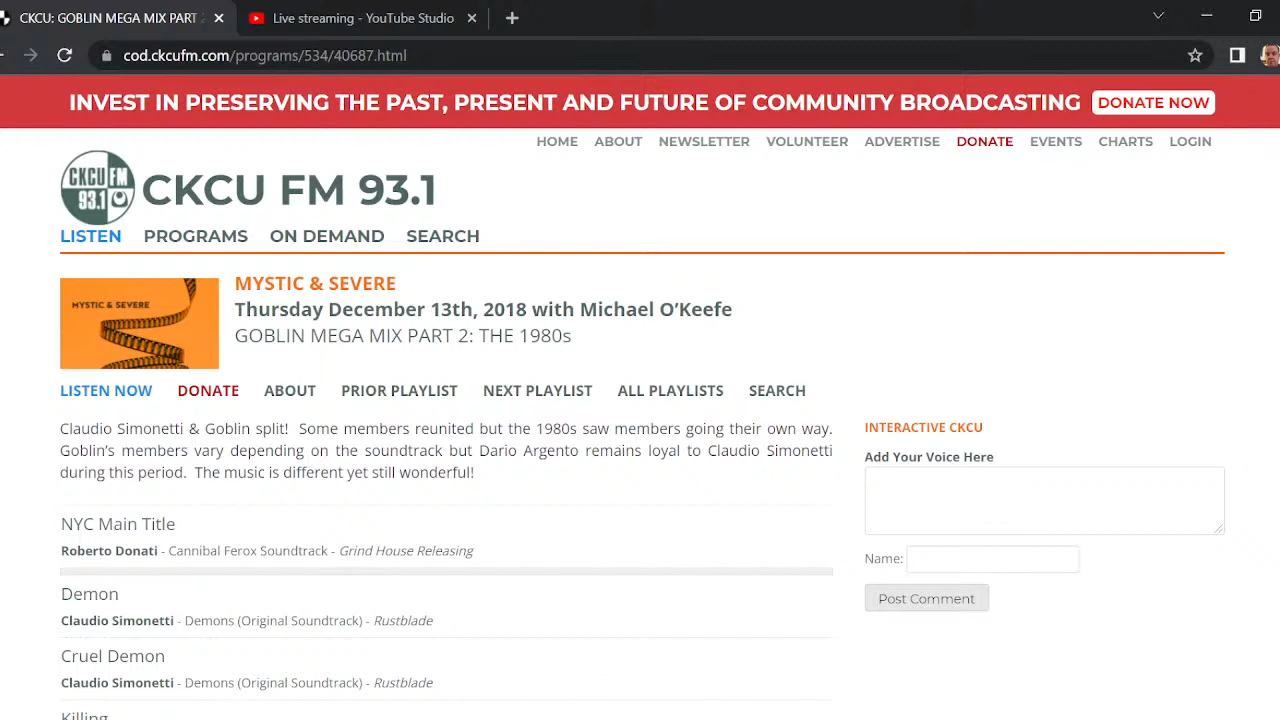 CKCU: GOBLIN MEGA MIX PART 2
Live streaming - YouTube Studio
cod.ckcufm.com/programs/534/40687.html
INVEST IN PRESERVING THE PAST, PRESENT AND FUTURE OF COMMUNITY BROADCASTING DONATE NOW
HOME ABOUT NEWSLETTER VOLUNTEER ADVERTISE DONATE EVENTS CHARTS LOGIN
CKCU FM
93.1
CKCU FM 93.1
LISTEN PROGRAMS ON DEMAND SEARCH
MYSTIC & SEVERE
MYSTIC & SEVERE
Thursday December 13th, 2018 with Michael O’Keefe
GOBLIN MEGA MIX PART 2: THE 1980s
LISTEN NOW DONATE ABOUT PRIOR PLAYLIST NEXT PLAYLIST ALL PLAYLISTS SEARCH
Claudio Simonetti & Goblin split! Some members reunited but the 1980s saw members going their own way.
Goblin’s members vary depending on the soundtrack but Dario Argento remains loyal to Claudio Simonetti
during this period. The music is different yet still wonderful!
NYC Main Title
Roberto Donati - Cannibal Ferox Soundtrack - Grind House Releasing
Demon
Claudio Simonetti - Demons (Original Soundtrack) - Rustblade
Cruel Demon
Claudio Simonetti - Demons (Original Soundtrack) - Rustblade
Killing
INTERACTIVE CKCU
Add Your Voice Here
Name:
Post Comment